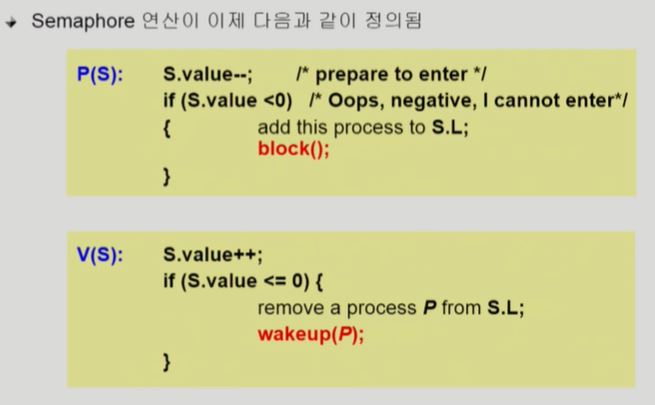 Semaphore 연산이 이제 다음과 같이 정의됨
P(S): S.value--; /* prepare to enter */
if (S.value <0) /* Oops, negative, I cannot enter*/
{ add this process to S.L;
block();
}
V(S): S.value++;
if (S.value <= 0) {
remove a process P from S.L;
wakeup(P);
}